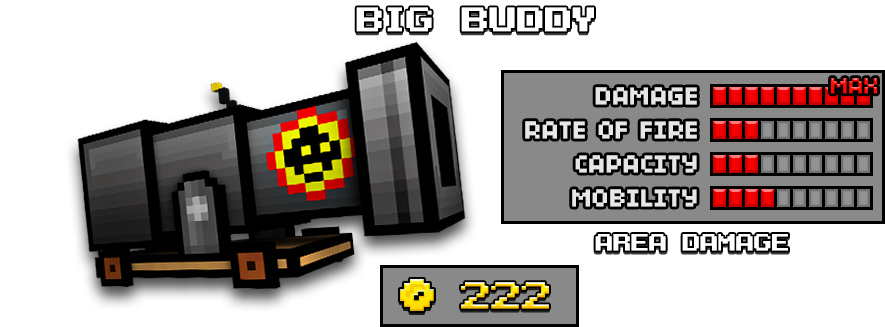 BIG BUDDY
DAMAGE MAX
RATE OF FIRE
CAPACITY
MOBILITY
AREA DAMAGE
222